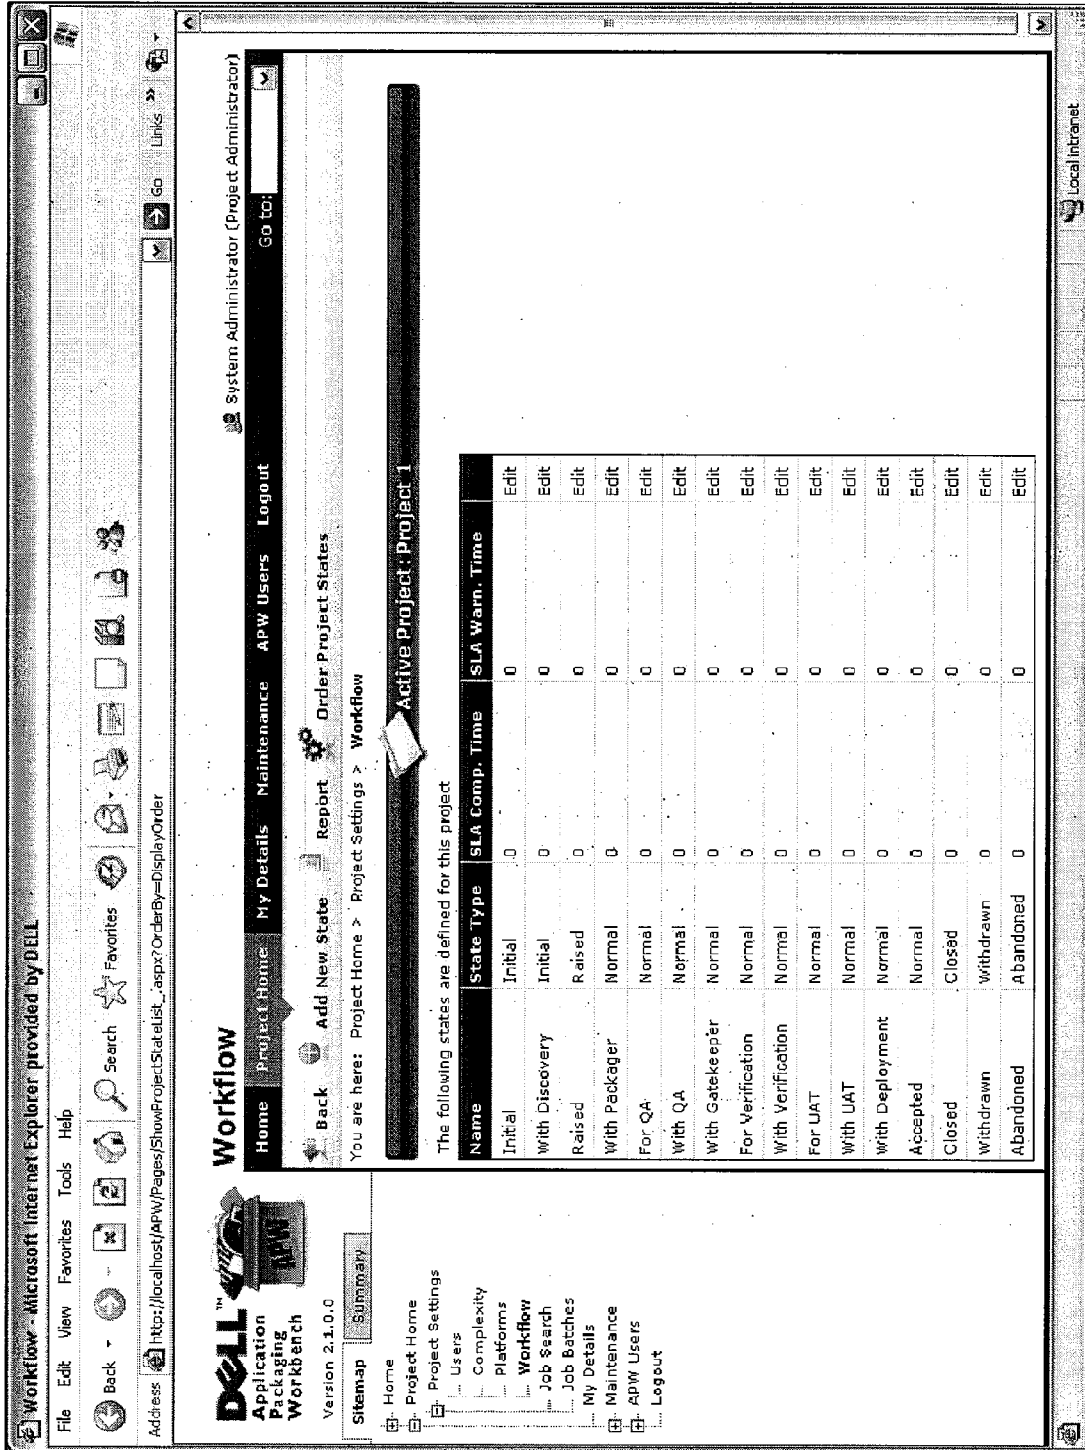 Workflow - Microsoft Internet Explorer provided by DELL
File Edit View Favorites Tools Help
Back Search Favorites
Address http://localhost/APW/Pages/ShowProjectStateList_.aspx?OrderBy=DisplayOrder Go Links »
DELL™
Application
Packaging
Workbench
APW
Version 2.1.0.0
Sitemap Summary
Home
Project Home
Project Settings
Users
Complexity
Platforms
Workflow
Job Search
Job Batches
My Details
Maintenance
APW Users
Logout
Workflow
System Administrator (Project Administrator)
Home Project Home My Details Maintenance APW Users Logout Go to:
Back Add New State Report Order Project States
You are here: Project Home > Project Settings > Workflow
Active Project : Project 1
The following states are defined for this project
Name State Type SLA Comp. Time SLA Warn. Time
Initial Initial 0 0 Edit
With Discovery Initial 0 0 Edit
Raised Raised 0 0 Edit
With Packager Normal 0 0 Edit
For QA Normal 0 0 Edit
With QA Normal 0 0 Edit
With Gatekeeper Normal 0 0 Edit
For Verification Normal 0 0 Edit
With Verification Normal 0 0 Edit
For UAT Normal 0 0 Edit
With UAT Normal 0 0 Edit
With Deployment Normal 0 0 Edit
Accepted Normal 0 0 Edit
Closed Closed 0 0 Edit
Withdrawn Withdrawn 0 0 Edit
Abandoned Abandoned 0 0 Edit
Local intranet